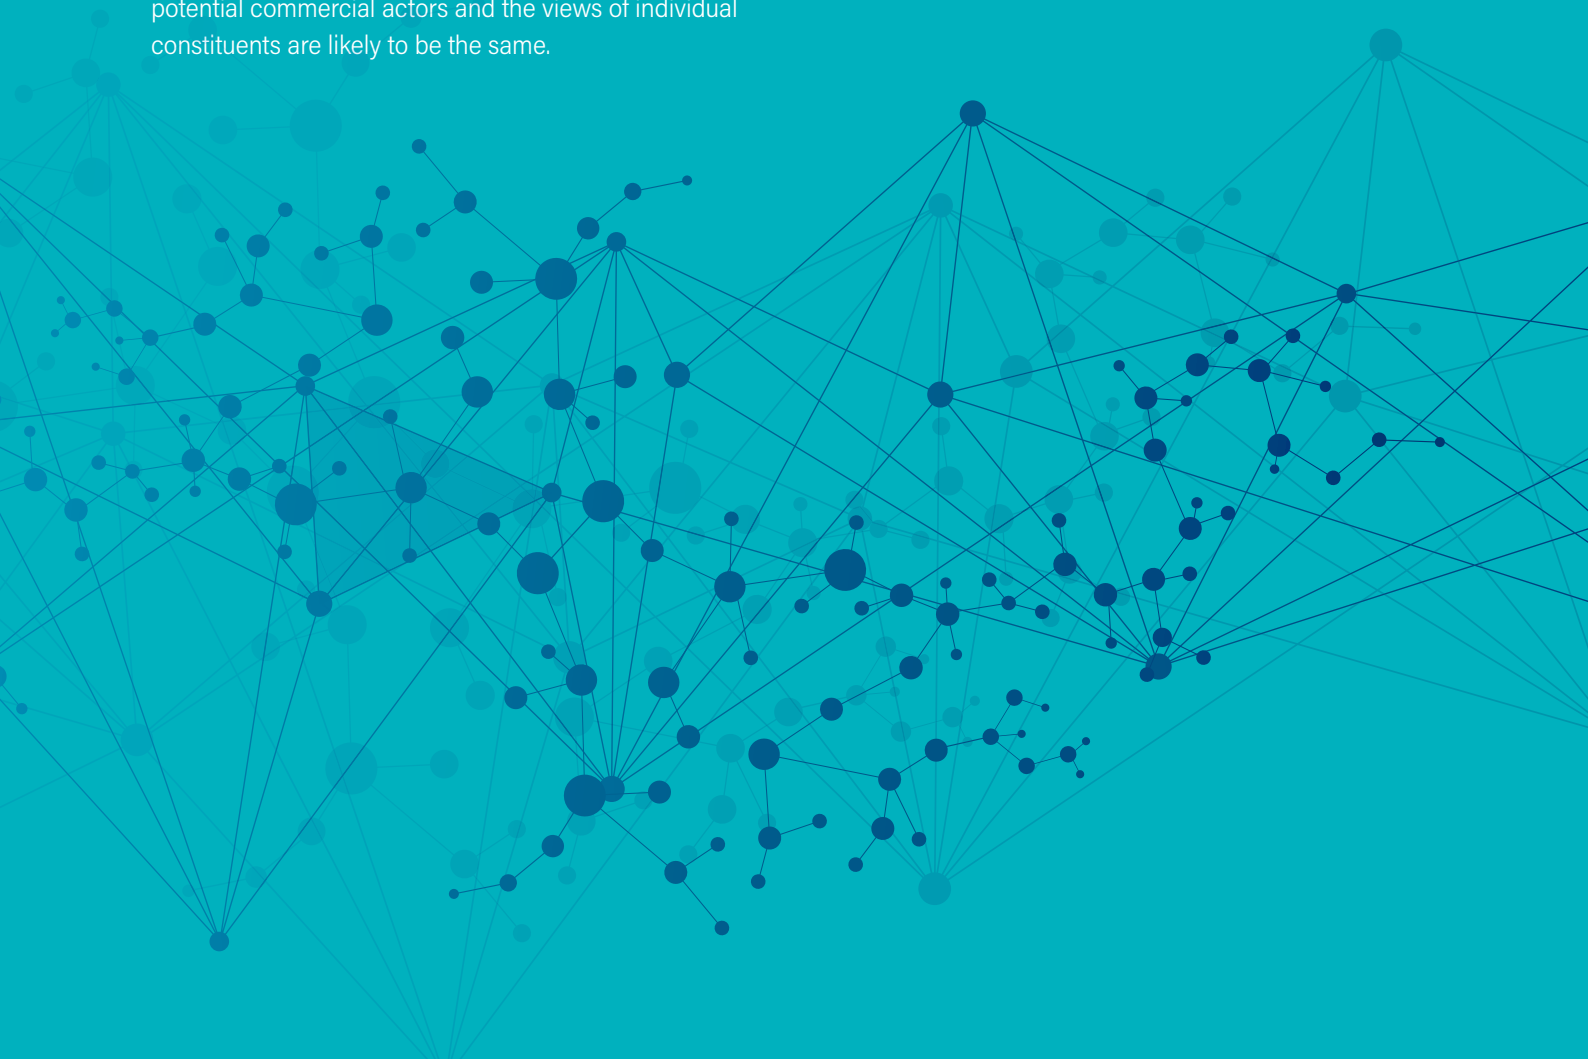 potential commercial actors and the views of individual
constituents are likely to be the same.